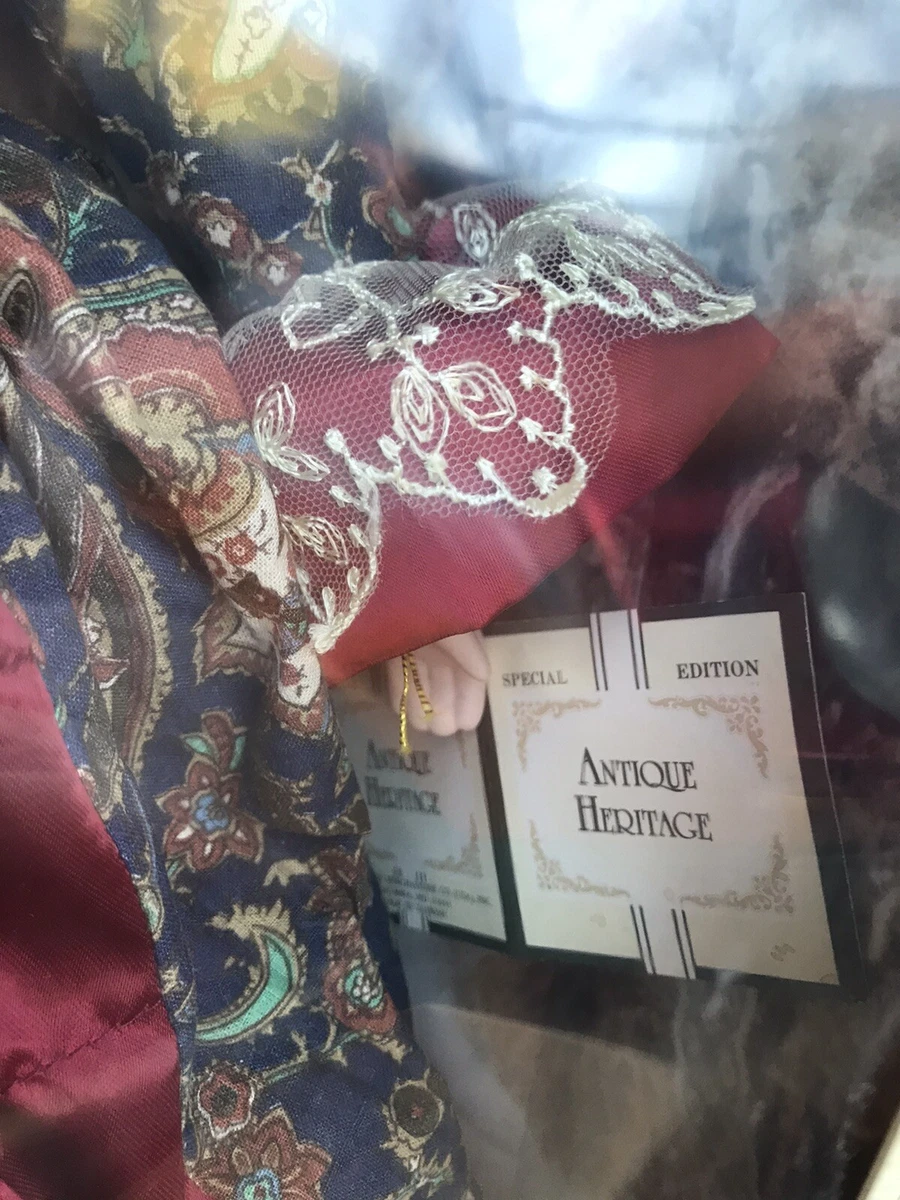 SPECIAL EDITION
ANTIQUE
HERITAGE
ANTIQUE
HERITAGE